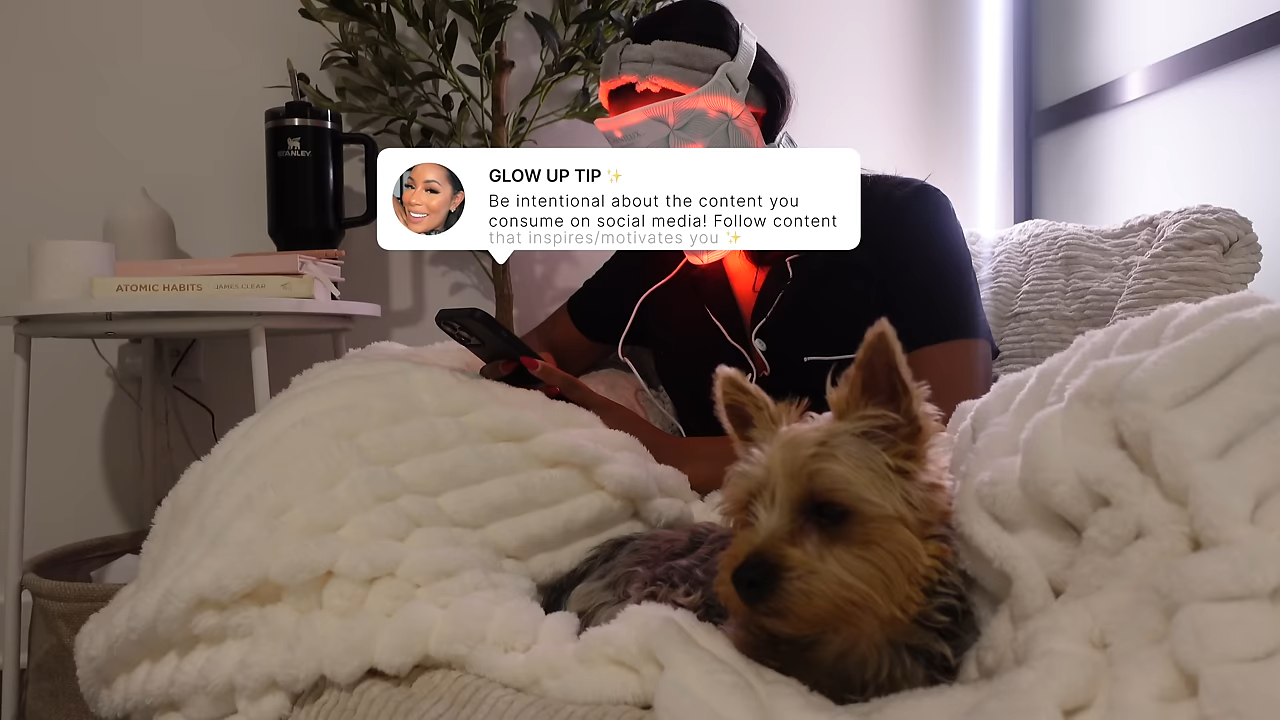 STANLEY
GLOW UP TIP ✨
Be intentional about the content you
consume on social media! Follow content
that inspires/motivates you ✨
ATOMIC HABITS JAMES CLEAR